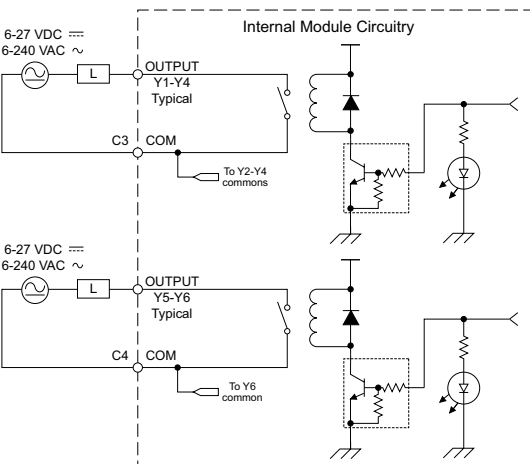 Internal Module Circuitry
6-27 VDC ⎓
6-240 VAC ∿
L
OUTPUT
Y1-Y4
Typical
C3
COM
To Y2-Y4
commons
6-27 VDC ⎓
6-240 VAC ∿
L
OUTPUT
Y5-Y6
Typical
C4
COM
To Y6
common